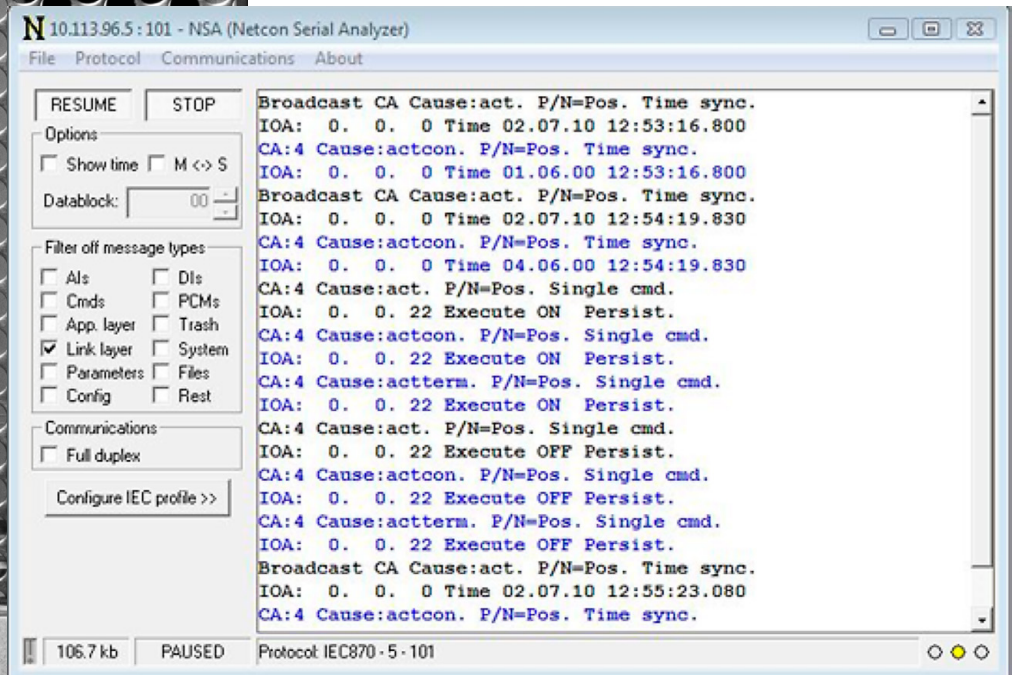 N 10.113.96.5 : 101 - NSA (Netcon Serial Analyzer)
File Protocol Communications About
RESUME STOP
Options
Show time M <-> S
Datablock: 00
Filter off message types
AIs DIs
Cmds PCMs
App. layer Trash
Link layer System
Parameters Files
Config Rest
Communications
Full duplex
Configure IEC profile >>
Broadcast CA Cause:act. P/N=Pos. Time sync.
IOA: 0. 0. 0 Time 02.07.10 12:53:16.800
CA:4 Cause:actcon. P/N=Pos. Time sync.
IOA: 0. 0. 0 Time 01.06.00 12:53:16.800
Broadcast CA Cause:act. P/N=Pos. Time sync.
IOA: 0. 0. 0 Time 02.07.10 12:54:19.830
CA:4 Cause:actcon. P/N=Pos. Time sync.
IOA: 0. 0. 0 Time 04.06.00 12:54:19.830
CA:4 Cause:act. P/N=Pos. Single cmd.
IOA: 0. 0. 22 Execute ON Persist.
CA:4 Cause:actcon. P/N=Pos. Single cmd.
IOA: 0. 0. 22 Execute ON Persist.
CA:4 Cause:actterm. P/N=Pos. Single cmd.
IOA: 0. 0. 22 Execute ON Persist.
CA:4 Cause:act. P/N=Pos. Single cmd.
IOA: 0. 0. 22 Execute OFF Persist.
CA:4 Cause:actcon. P/N=Pos. Single cmd.
IOA: 0. 0. 22 Execute OFF Persist.
CA:4 Cause:actterm. P/N=Pos. Single cmd.
IOA: 0. 0. 22 Execute OFF Persist.
Broadcast CA Cause:act. P/N=Pos. Time sync.
IOA: 0. 0. 0 Time 02.07.10 12:55:23.080
CA:4 Cause:actcon. P/N=Pos. Time sync.
106.7 kb PAUSED Protocol: IEC870 - 5 - 101